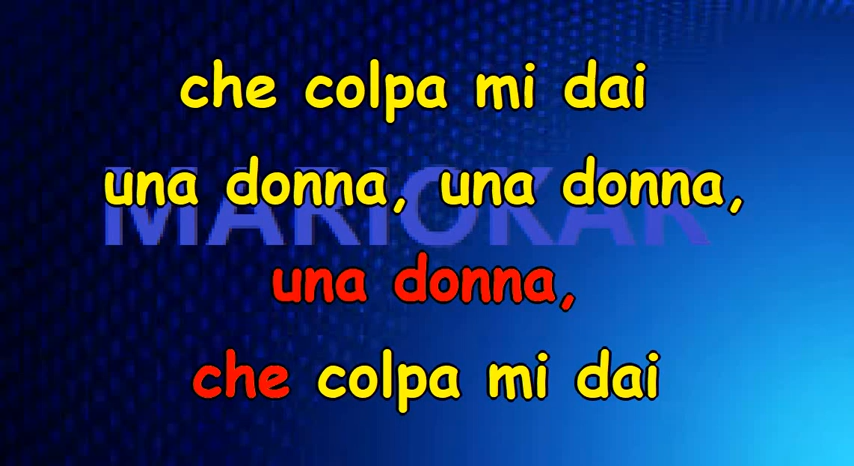 che colpa mi dai
una donna, una donna,
MARIOKAR
una donna,
che colpa mi dai